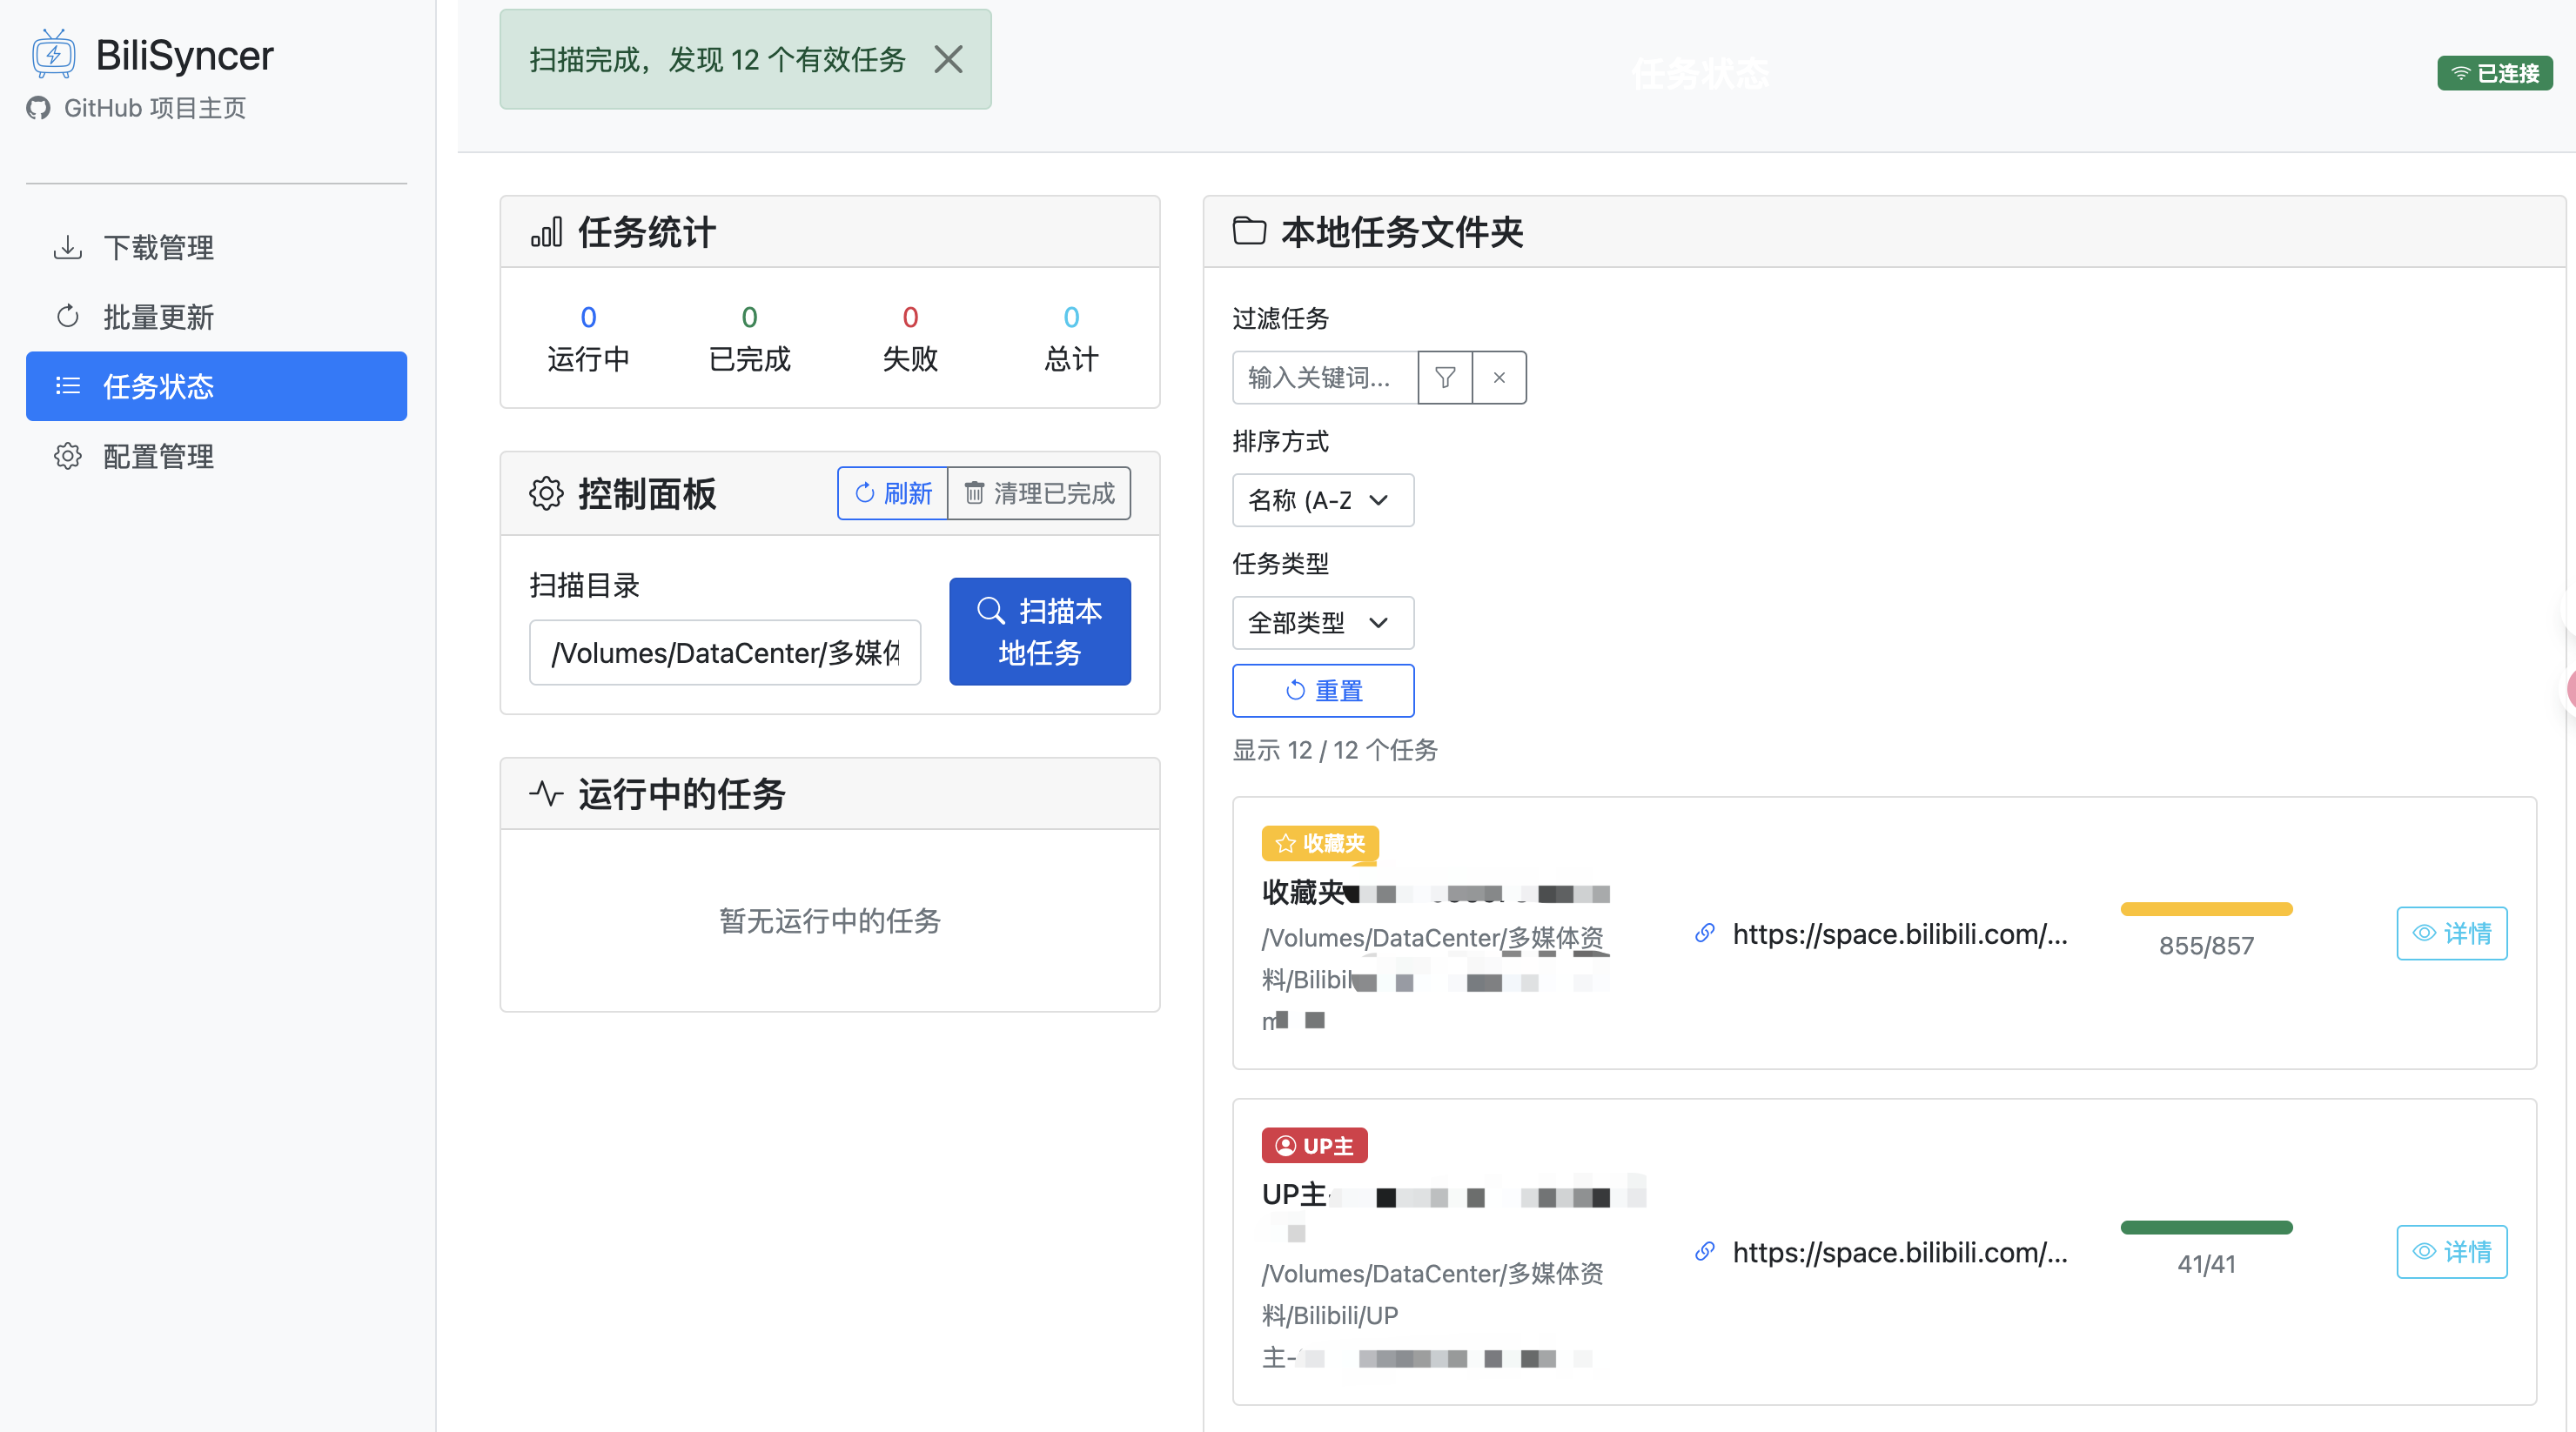 BiliSyncer
GitHub 项目主页
下载管理
批量更新
任务状态
配置管理
扫描完成，发现 12 个有效任务
任务状态
已连接
任务统计
0
运行中
0
已完成
0
失败
0
总计
控制面板
刷新
清理已完成
扫描目录
/Volumes/DataCenter/多媒体
扫描本
地任务
运行中的任务
暂无运行中的任务
本地任务文件夹
过滤任务
输入关键词...
排序方式
名称 (A-Z
任务类型
全部类型
重置
显示 12 / 12 个任务
收藏夹
收藏夹
/Volumes/DataCenter/多媒体资
料/Bilibil
m
https://space.bilibili.com/...
855/857
详情
UP主
UP主
/Volumes/DataCenter/多媒体资
料/Bilibili/UP
主-
https://space.bilibili.com/...
41/41
详情